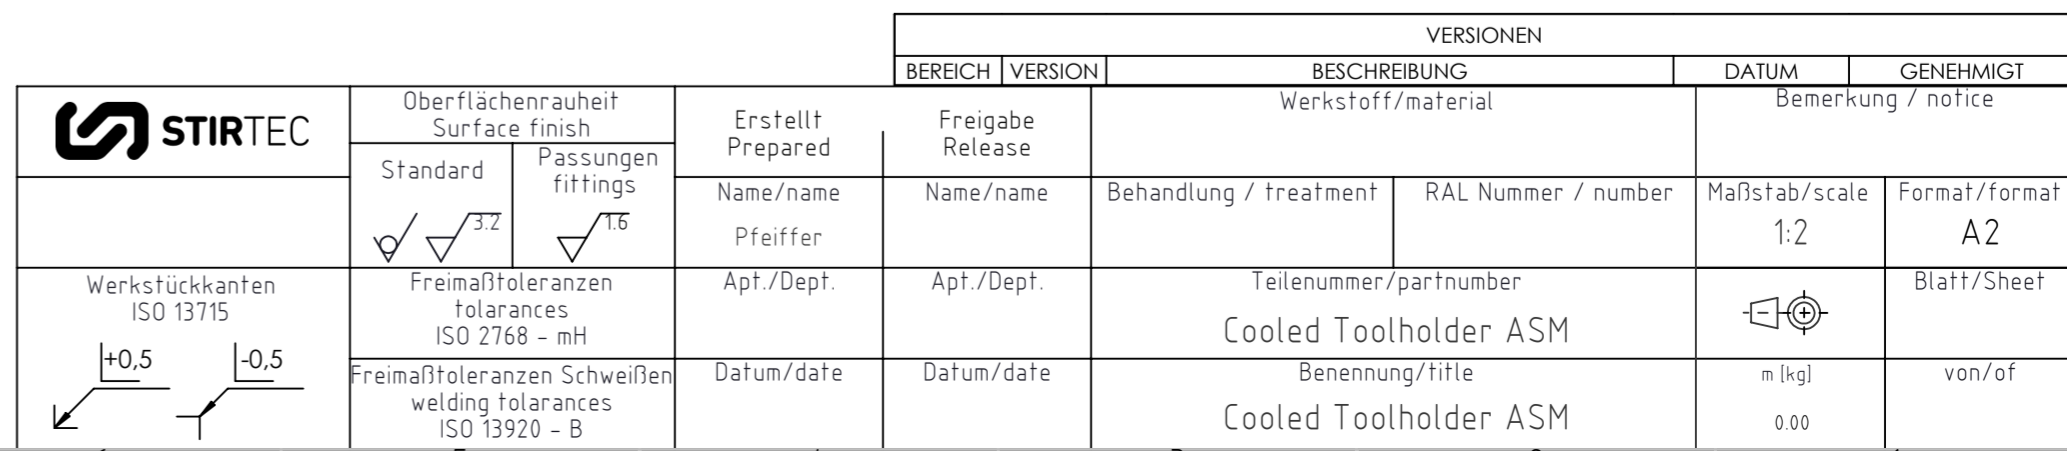 VERSIONEN
BEREICH VERSION BESCHREIBUNG DATUM GENEHMIGT
STIRTEC
Oberflächenrauheit
Surface finish
Standard
3.2
Passungen
fittings
1.6
Erstellt
Prepared
Freigabe
Release
Werkstoff/material
Bemerkung / notice
Name/name
Pfeiffer
Name/name
Behandlung / treatment
RAL Nummer / number
Maßstab/scale
1:2
Format/format
A2
Werkstückkanten
ISO 13715
+0,5
-0,5
Freimaßtoleranzen
tolarances
ISO 2768 - mH
Apt./Dept.
Apt./Dept.
Teilenummer/partnumber
Cooled Toolholder ASM
Blatt/Sheet
Freimaßtoleranzen Schweißen
welding tolarances
ISO 13920 - B
Datum/date
Datum/date
Benennung/title
Cooled Toolholder ASM
m [kg]
0.00
von/of